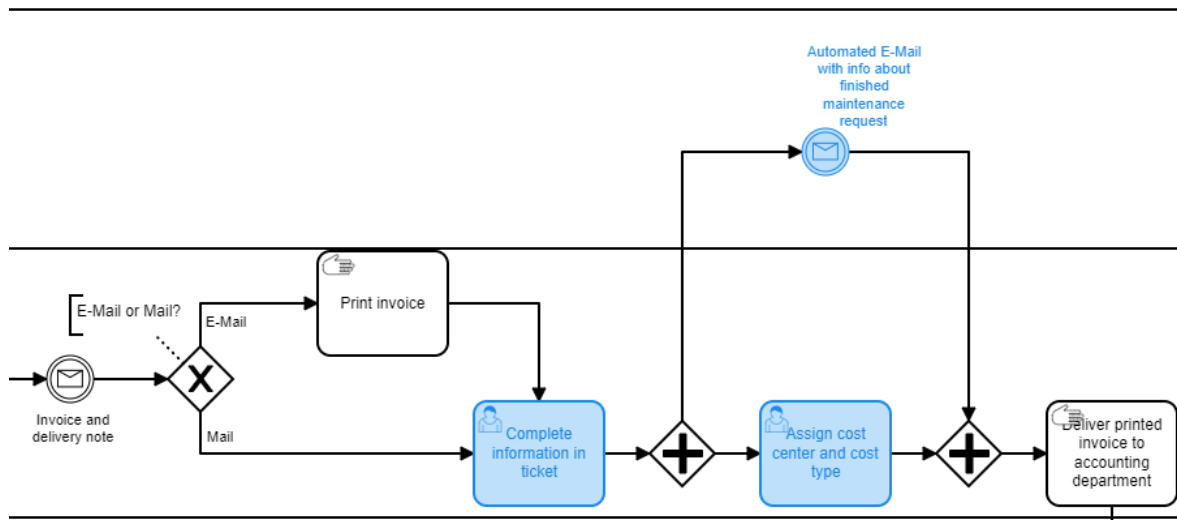 Automated E-Mail
with info about
finished
maintenance
request
E-Mail or Mail?
E-Mail
Print invoice
Invoice and
delivery note
Mail
Complete
information in
ticket
Assign cost
center and cost
type
Deliver printed
invoice to
accounting
department